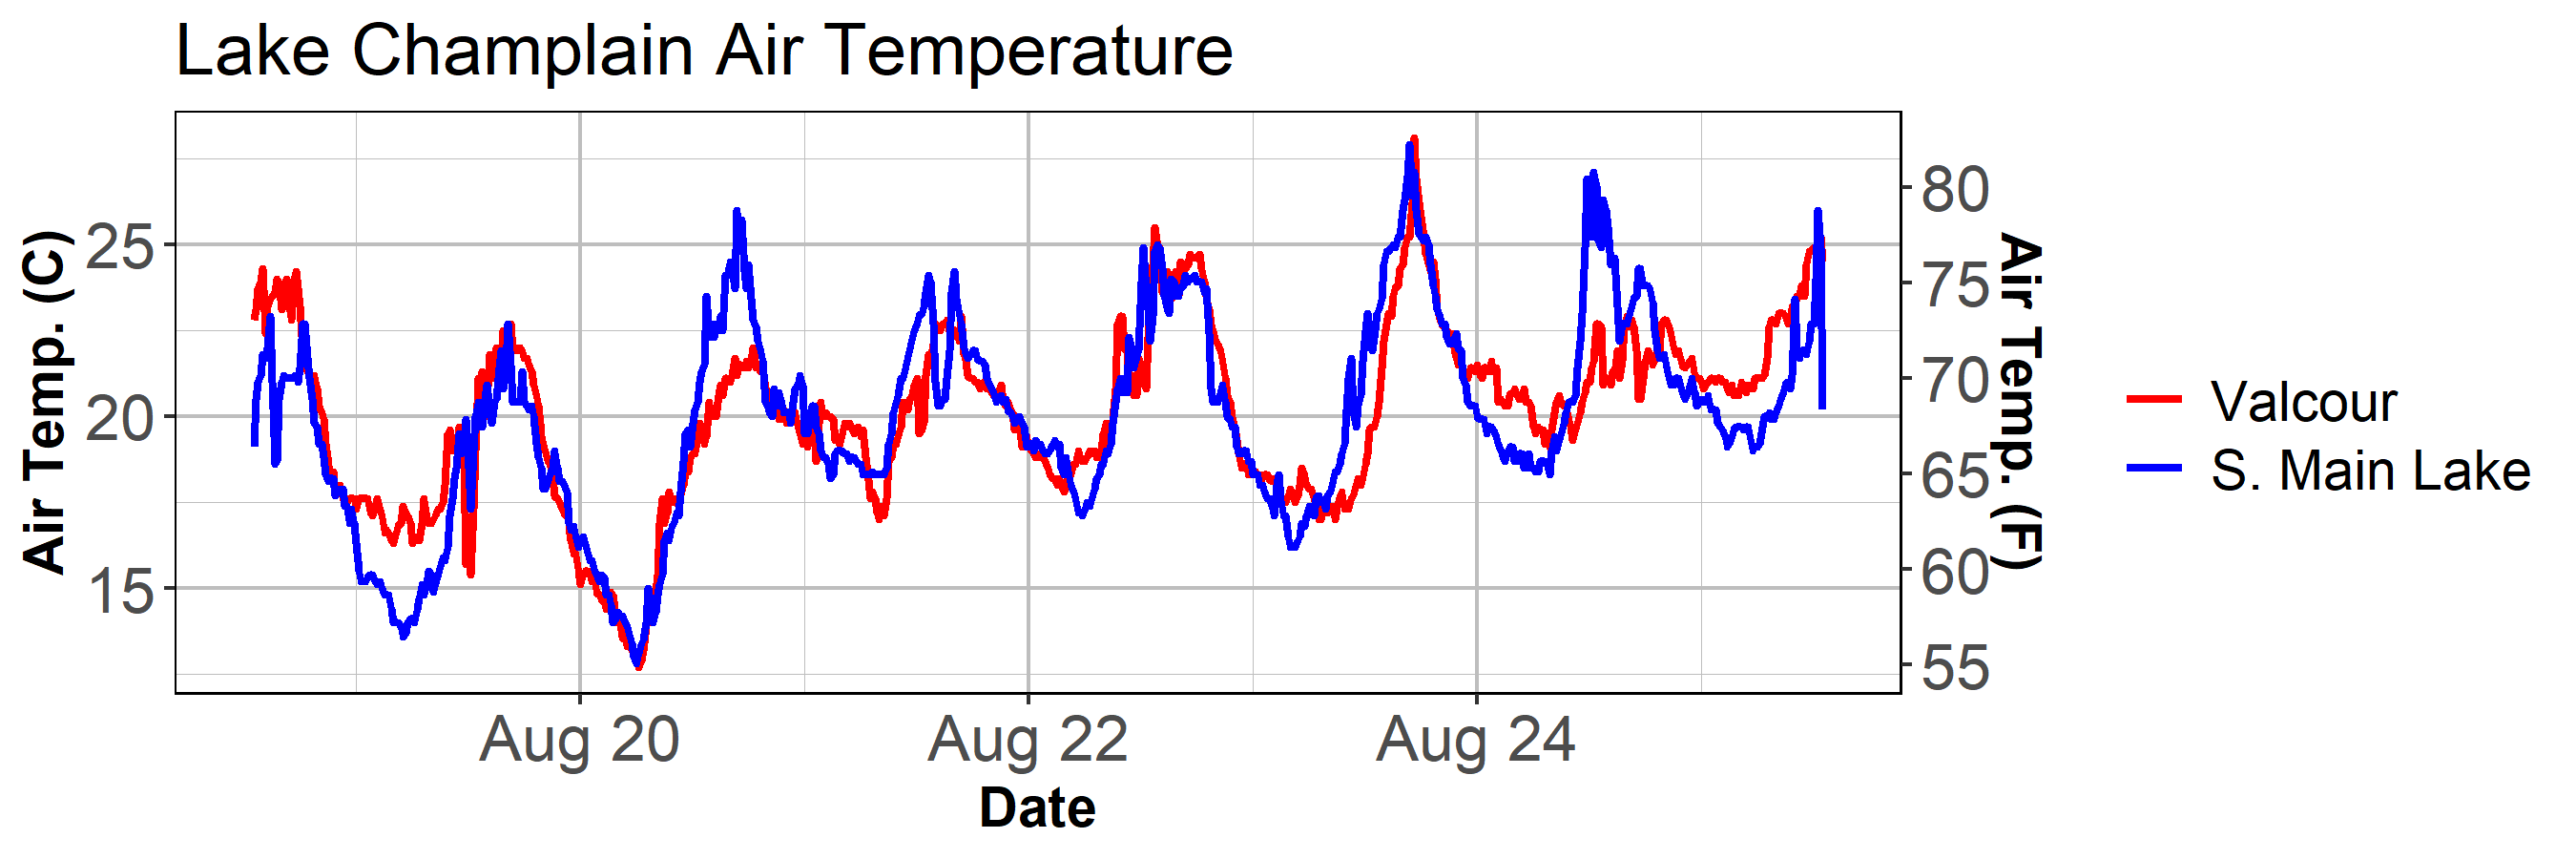 Lake Champlain Air Temperature
Air Temp. (C)
25
20
15
80
75
70
65
60
55
Air Temp. (F)
Valcour
S. Main Lake
Aug 20 Aug 22 Aug 24
Date